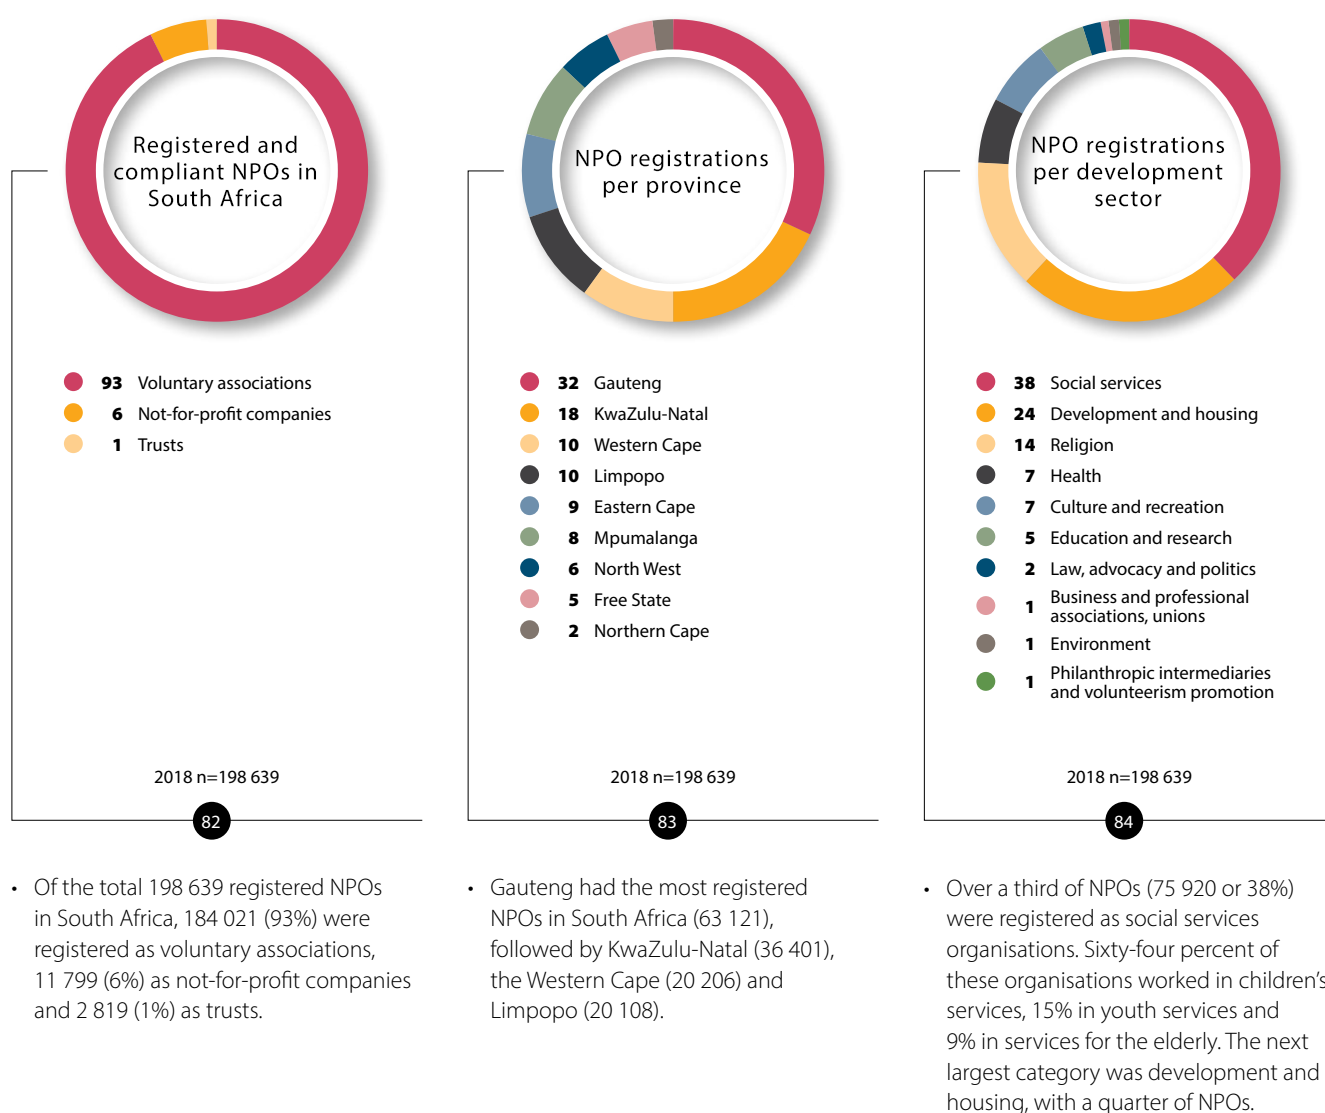 Registered and
compliant NPOs in
South Africa
93 Voluntary associations
6 Not-for-profit companies
1 Trusts
2018 n=198 639
82
• Of the total 198 639 registered NPOs
in South Africa, 184 021 (93%) were
registered as voluntary associations,
11 799 (6%) as not-for-profit companies
and 2 819 (1%) as trusts.
NPO registrations
per province
32 Gauteng
18 KwaZulu-Natal
10 Western Cape
10 Limpopo
9 Eastern Cape
8 Mpumalanga
6 North West
5 Free State
2 Northern Cape
2018 n=198 639
83
• Gauteng had the most registered
NPOs in South Africa (63 121),
followed by KwaZulu-Natal (36 401),
the Western Cape (20 206) and
Limpopo (20 108).
NPO registrations
per development
sector
38 Social services
24 Development and housing
14 Religion
7 Health
7 Culture and recreation
5 Education and research
2 Law, advocacy and politics
1 Business and professional
associations, unions
1 Environment
1 Philanthropic intermediaries
and volunteerism promotion
2018 n=198 639
84
• Over a third of NPOs (75 920 or 38%)
were registered as social services
organisations. Sixty-four percent of
these organisations worked in children's
services, 15% in youth services and
9% in services for the elderly. The next
largest category was development and
housing, with a quarter of NPOs.